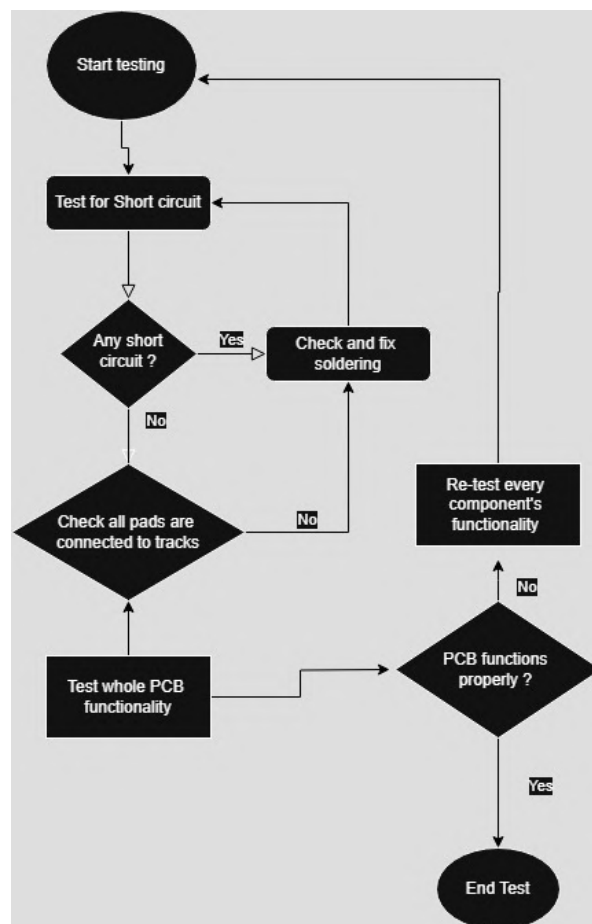 Start testing
Test for Short circuit
Any short
circuit ?
Yes
Check and fix
soldering
No
Check all pads are
connected to tracks
No
Re-test every
component's
functionality
No
Test whole PCB
functionality
PCB functions
properly ?
Yes
End Test